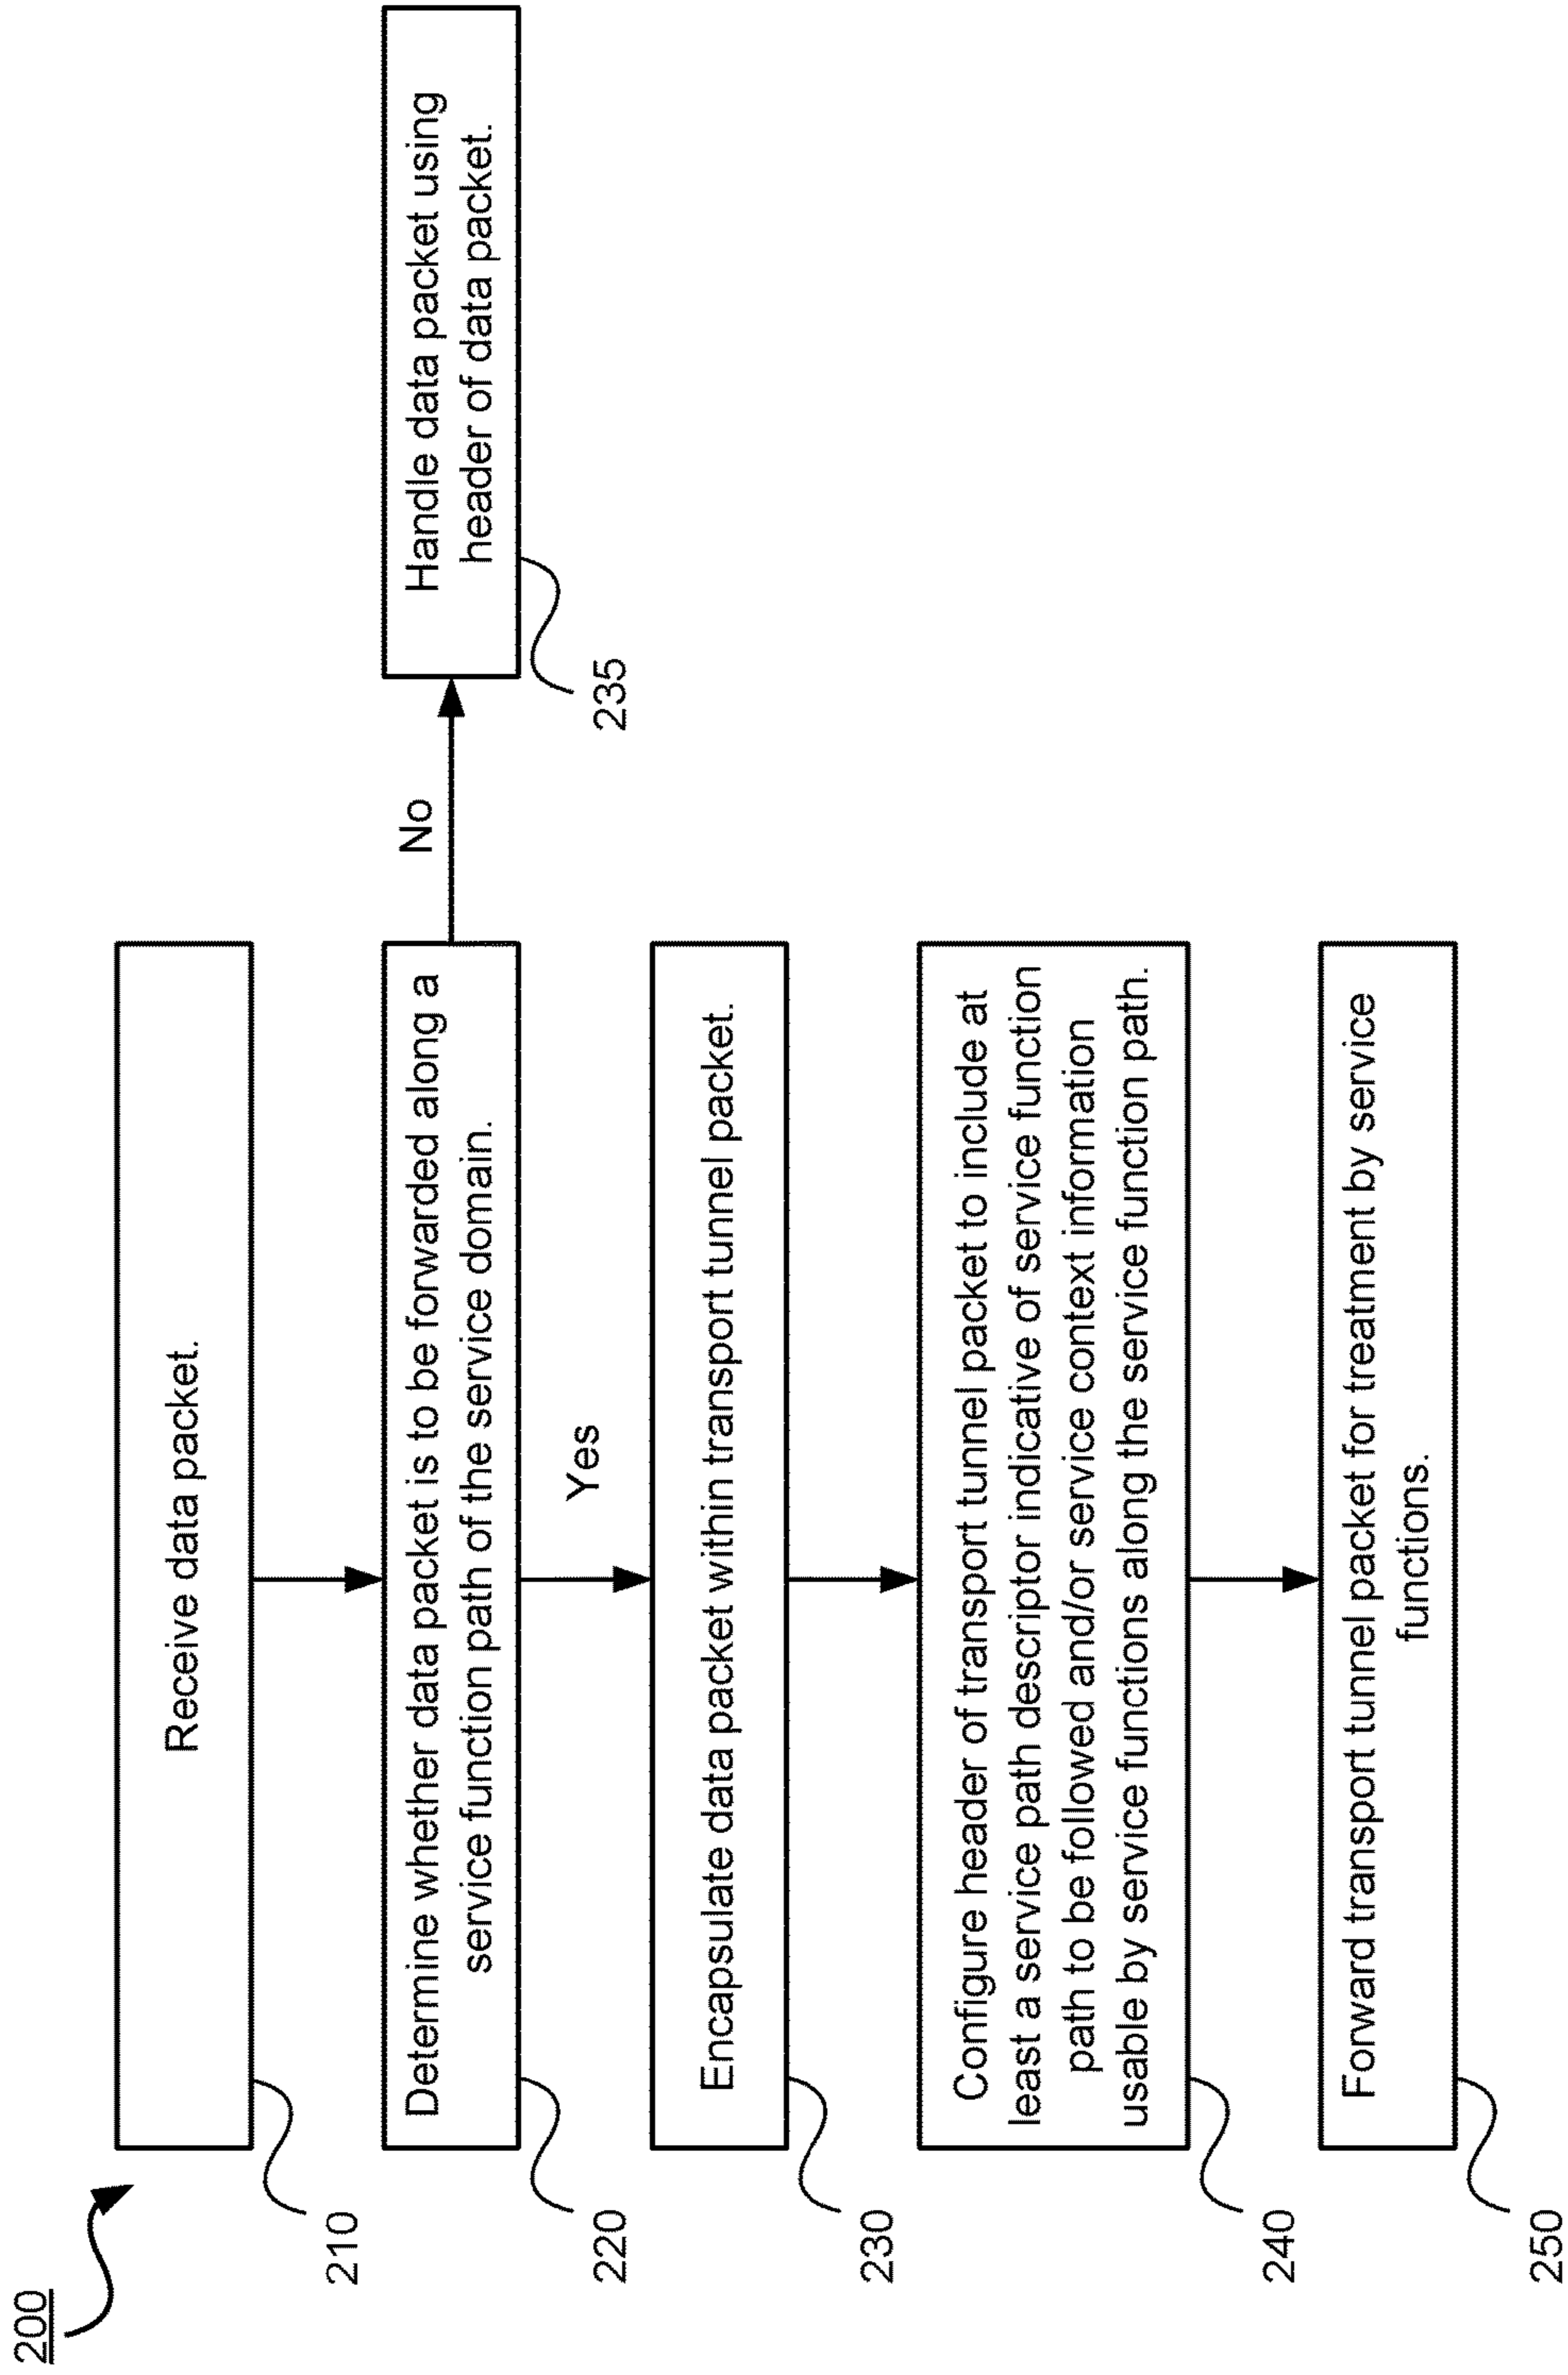 200
Receive data packet.
210
Determine whether data packet is to be forwarded along a
service function path of the service domain.
220
No
Handle data packet using
header of data packet.
235
Yes
Encapsulate data packet within transport tunnel packet.
230
Configure header of transport tunnel packet to include at
least a service path descriptor indicative of service function
path to be followed and/or service context information
usable by service functions along the service function path.
240
Forward transport tunnel packet for treatment by service
functions.
250